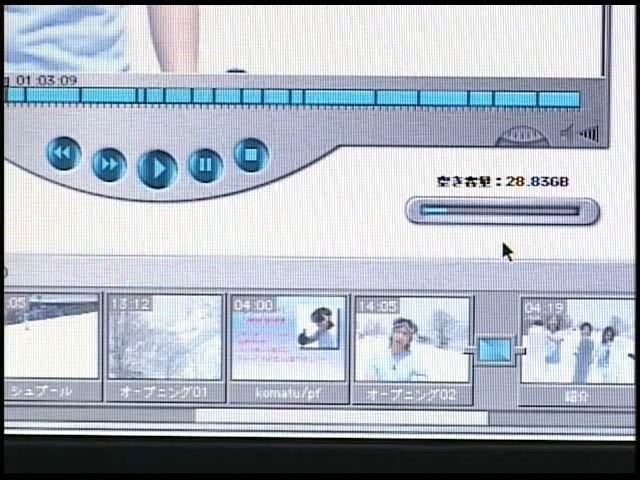 01:03:09
空き容量：28.83GB
:05
13:12
04:00
14:05
04:19
シュプール
オープニング01
komatu/pf
オープニング02
紹介